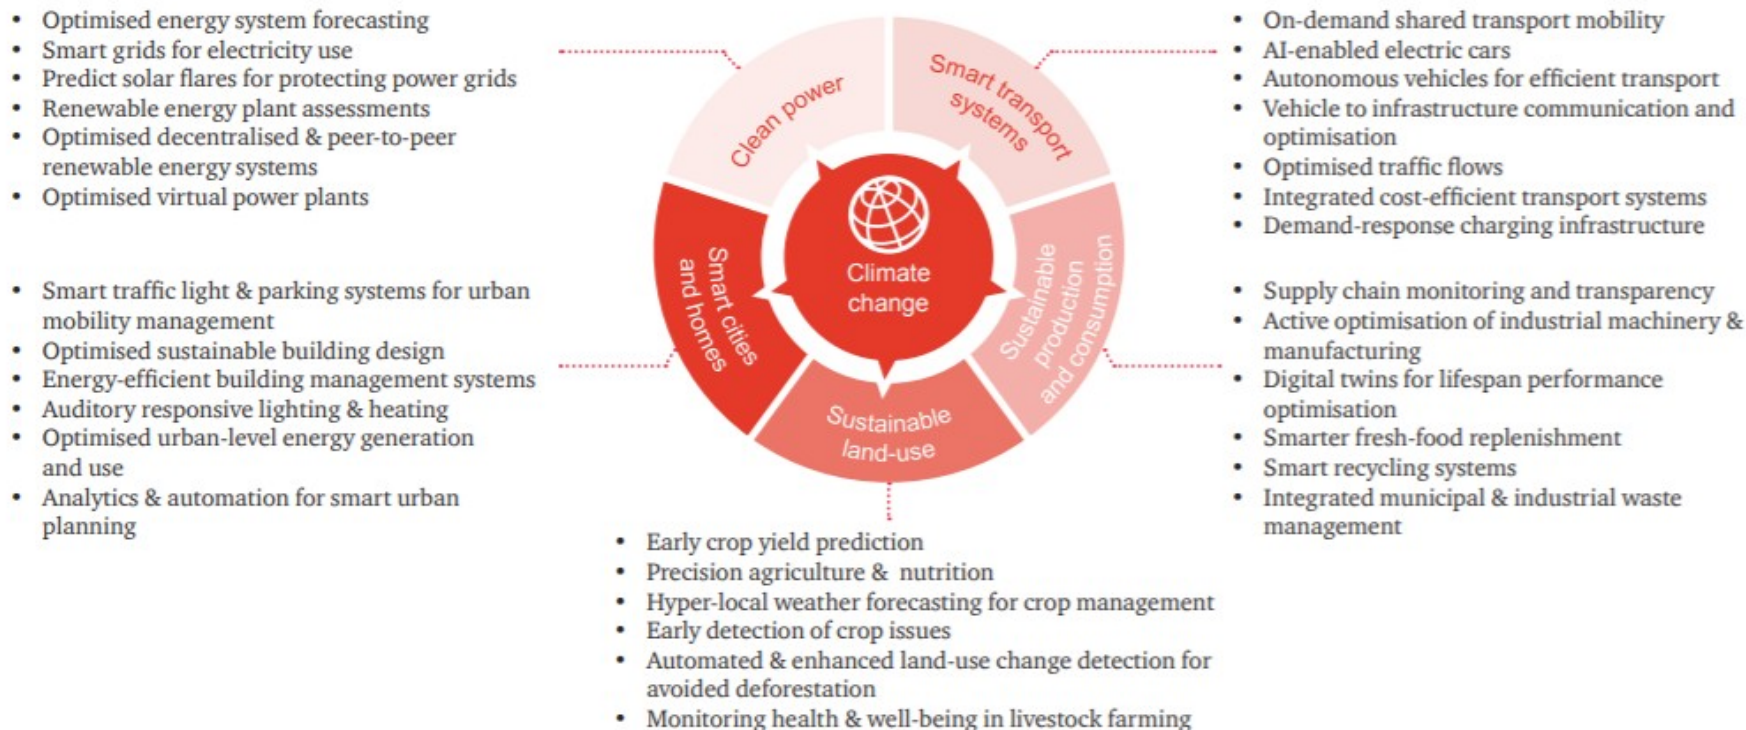 • Optimised energy system forecasting
• Smart grids for electricity use
• Predict solar flares for protecting power grids
• Renewable energy plant assessments
• Optimised decentralised & peer-to-peer
renewable energy systems
• Optimised virtual power plants
Clean power
Smart transport
systems
• On-demand shared transport mobility
• AI-enabled electric cars
• Autonomous vehicles for efficient transport
• Vehicle to infrastructure communication and
optimisation
• Optimised traffic flows
• Integrated cost-efficient transport systems
• Demand-response charging infrastructure
Climate
change
• Smart traffic light & parking systems for urban
mobility management
• Optimised sustainable building design
• Energy-efficient building management systems
• Auditory responsive lighting & heating
• Optimised urban-level energy generation
and use
• Analytics & automation for smart urban
planning
Smart cities
and homes
Sustainable
production
and consumption
• Supply chain monitoring and transparency
• Active optimisation of industrial machinery &
manufacturing
• Digital twins for lifespan performance
optimisation
• Smarter fresh-food replenishment
• Smart recycling systems
• Integrated municipal & industrial waste
management
Sustainable
land-use
• Early crop yield prediction
• Precision agriculture & nutrition
• Hyper-local weather forecasting for crop management
• Early detection of crop issues
• Automated & enhanced land-use change detection for
avoided deforestation
• Monitoring health & well-being in livestock farming